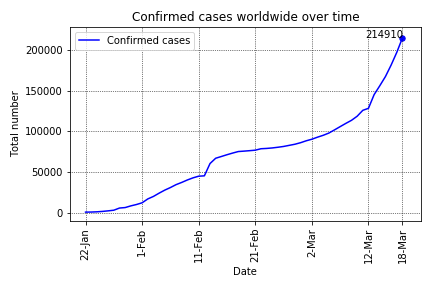 Confirmed cases worldwide over time
214910
Confirmed cases
Total number
200000
150000
100000
50000
0
22-Jan
1-Feb
11-Feb
21-Feb
2-Mar
12-Mar
18-Mar
Date